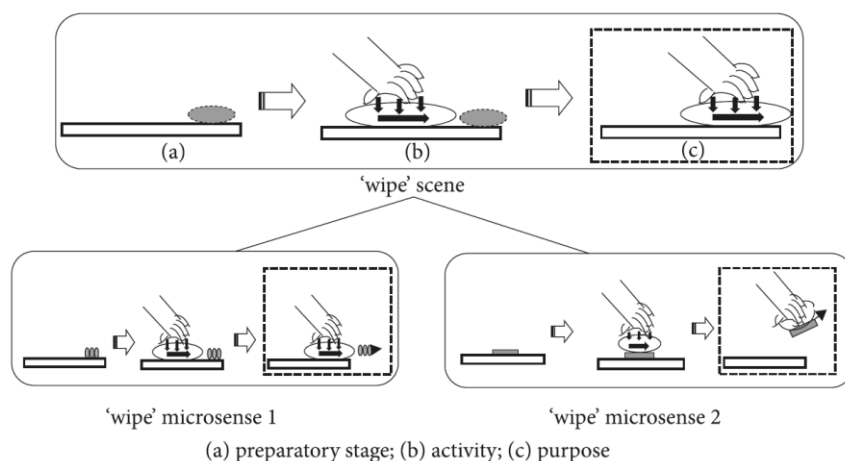 (a)
(b)
(c)
'wipe' scene
'wipe' microsense 1
'wipe' microsense 2
(a) preparatory stage; (b) activity; (c) purpose